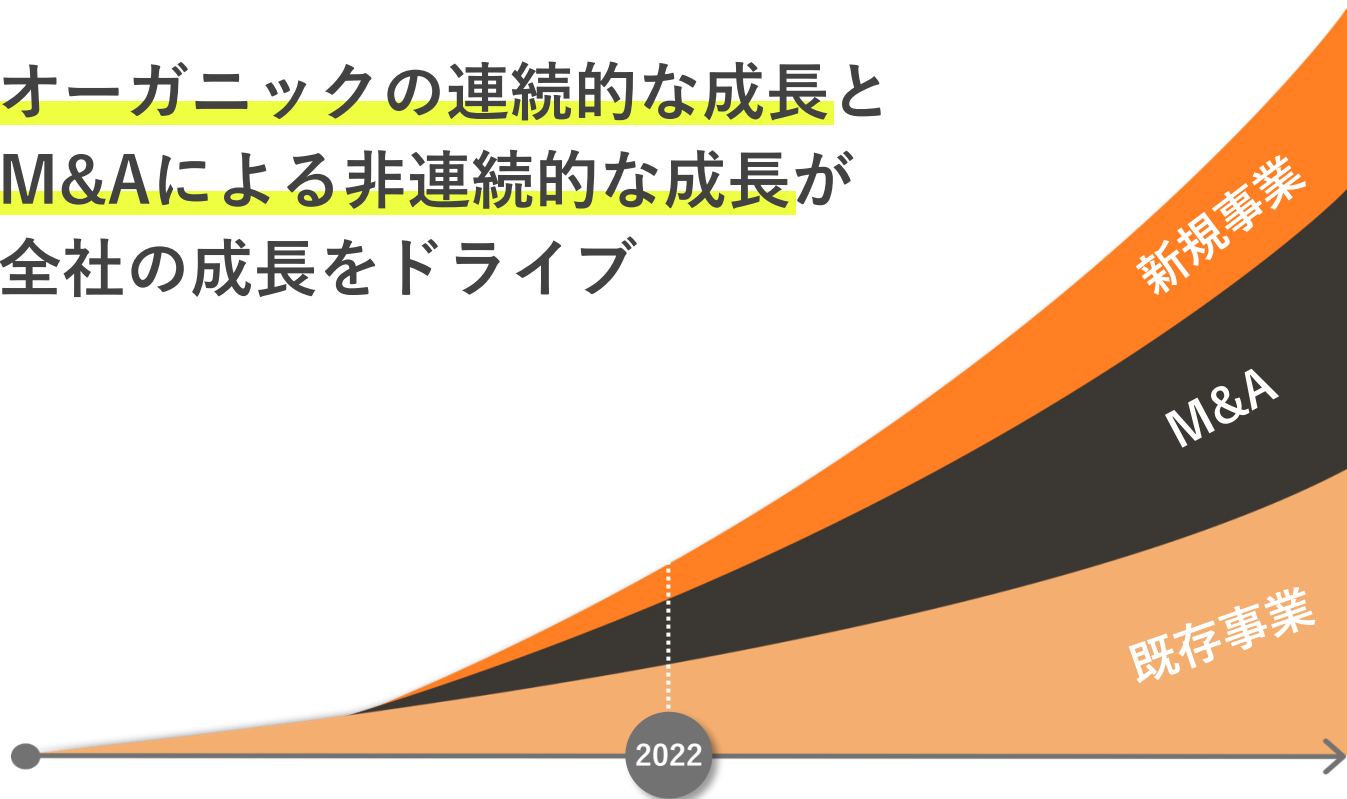 オーガニックの連続的な成長と
M&Aによる非連続的な成長が
全社の成長をドライブ
新規事業
M&A
既存事業
2022